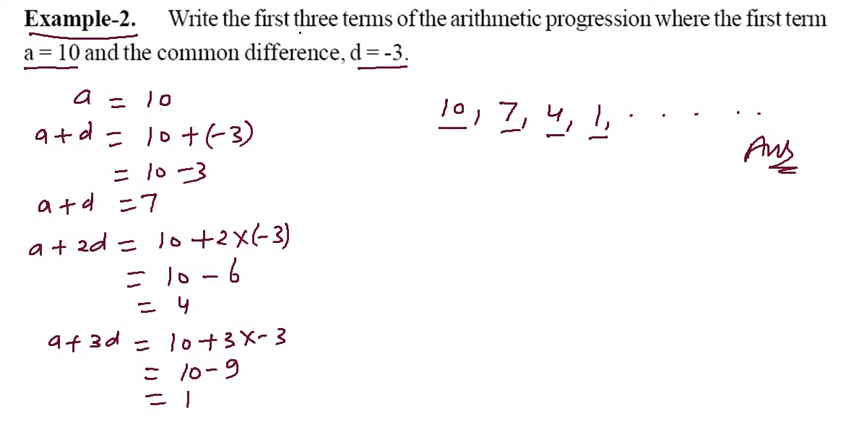 Example-2. Write the first three terms of the arithmetic progression where the first term
a = 10 and the common difference, d = -3.
a = 10
a+d = 10 + (-3)
= 10 - 3
a + d = 7
a + 2d = 10 + 2 × (-3)
= 10 - 6
= 4
a + 3d = 10 + 3 × - 3
= 10 - 9
= 1
10, 7, 4, 1, . . . . . .
Ans